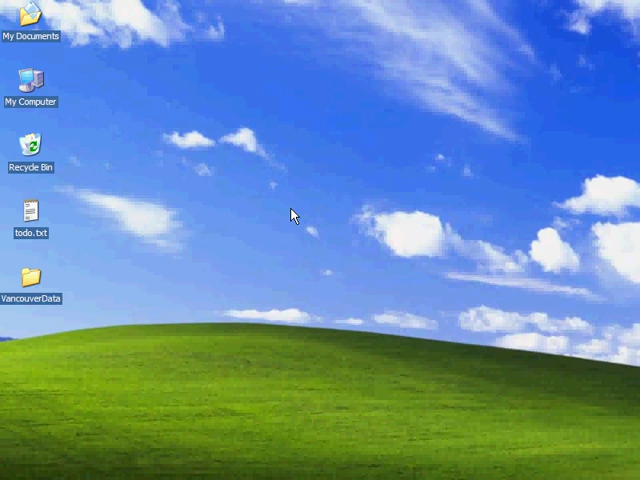 My Documents
My Computer
Recycle Bin
todo.txt
VancouverData